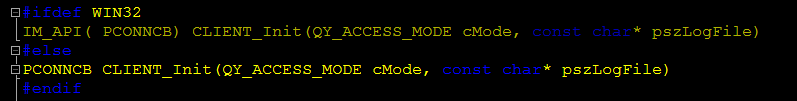 #ifdef WIN32
IM_API( PCONNCB) CLIENT_Init(QY_ACCESS_MODE cMode, const char* pszLogFile)
#else
PCONNCB CLIENT_Init(QY_ACCESS_MODE cMode, const char* pszLogFile)
#endif